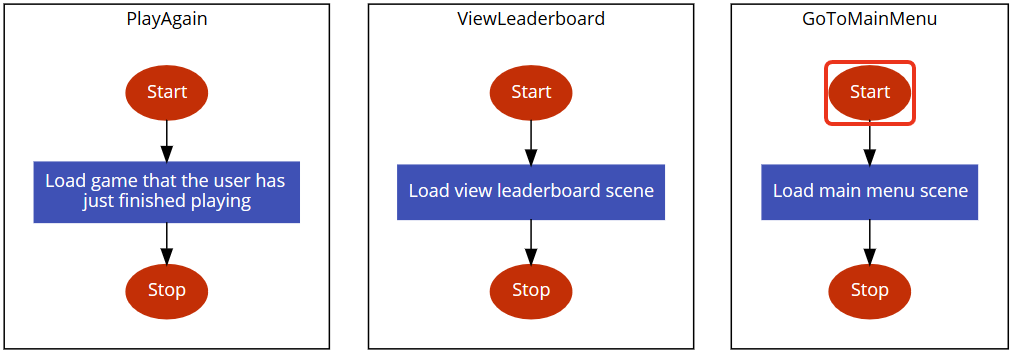 PlayAgain
Start
Load game that the user has
just finished playing
Stop
ViewLeaderboard
Start
Load view leaderboard scene
Stop
GoToMainMenu
Start
Load main menu scene
Stop